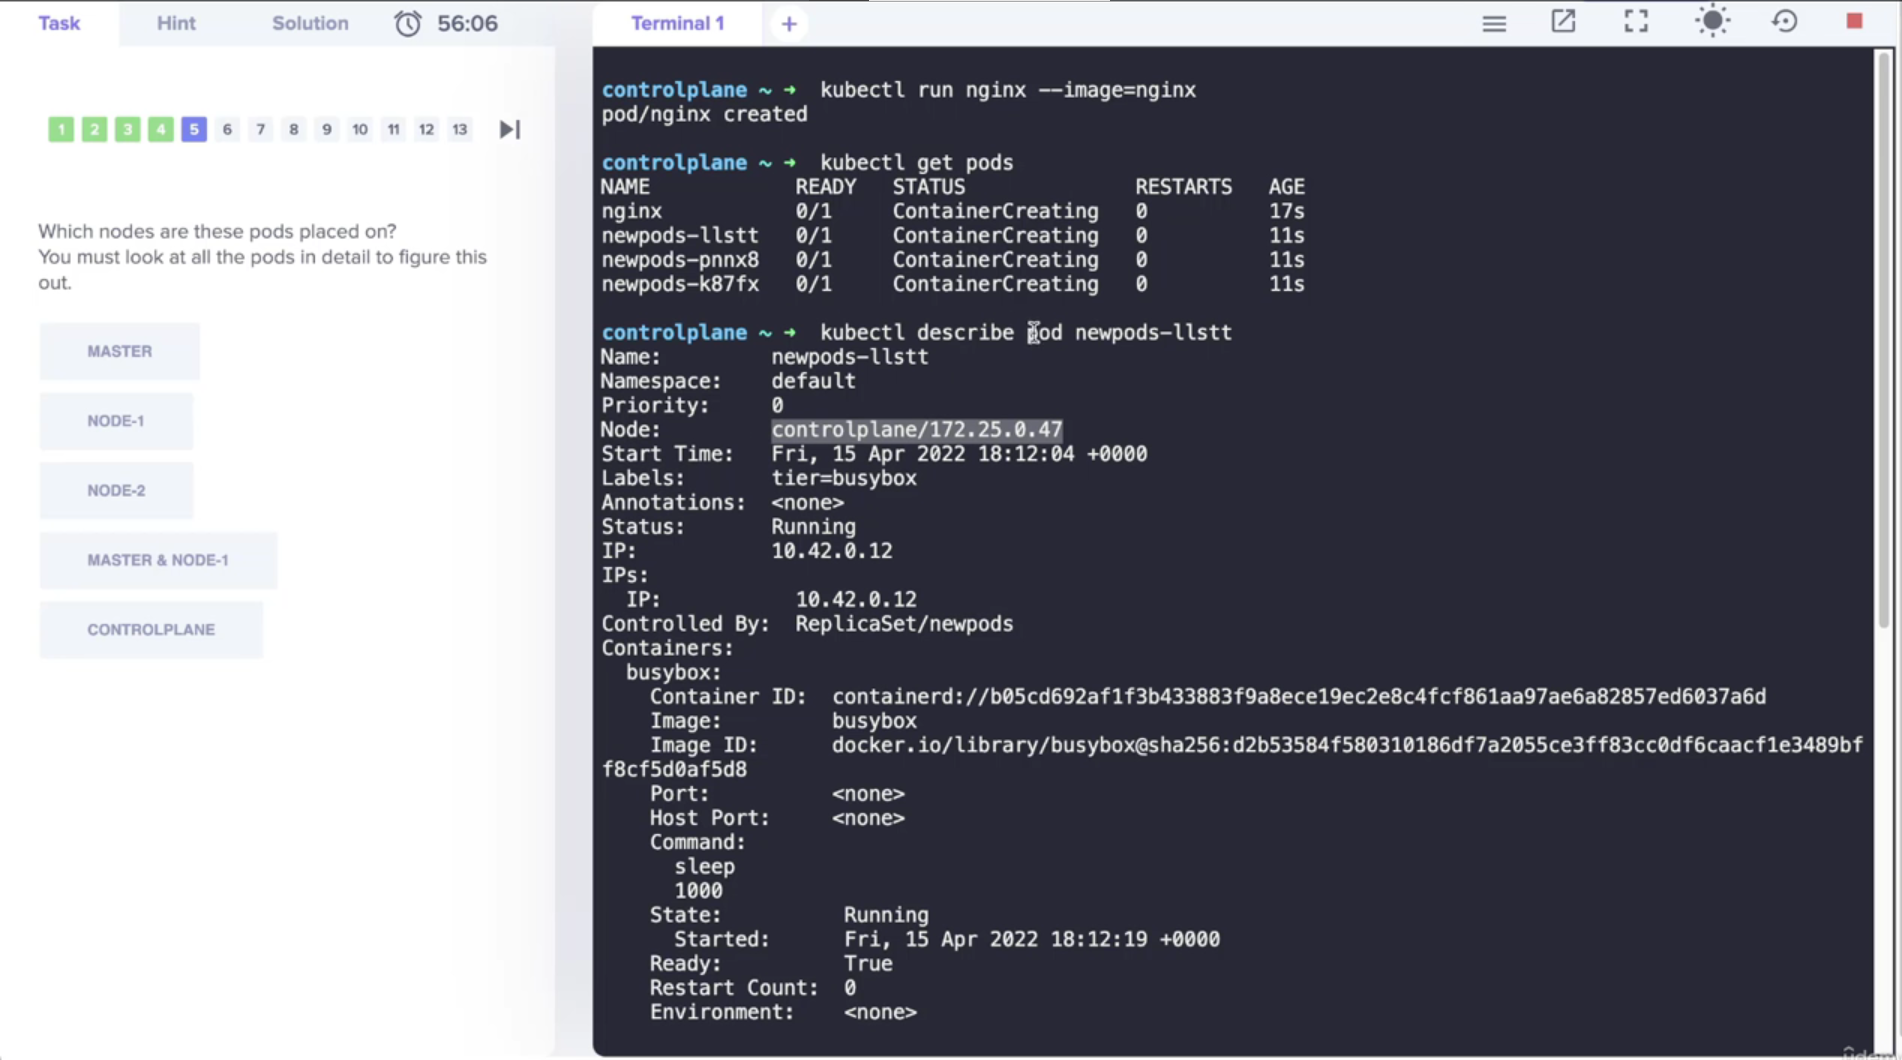 Task Hint Solution 56:06
1 2 3 4 5 6 7 8 9 10 11 12 13
Which nodes are these pods placed on?
You must look at all the pods in detail to figure this
out.
MASTER
NODE-1
NODE-2
MASTER & NODE-1
CONTROLPLANE
Terminal 1 +
controlplane ~ ➜ kubectl run nginx --image=nginx
pod/nginx created
controlplane ~ ➜ kubectl get pods
NAME READY STATUS RESTARTS AGE
nginx 0/1 ContainerCreating 0 17s
newpods-llstt 0/1 ContainerCreating 0 11s
newpods-pnnx8 0/1 ContainerCreating 0 11s
newpods-k87fx 0/1 ContainerCreating 0 11s
controlplane ~ ➜ kubectl describe pod newpods-llstt
Name: newpods-llstt
Namespace: default
Priority: 0
Node: controlplane/172.25.0.47
Start Time: Fri, 15 Apr 2022 18:12:04 +0000
Labels: tier=busybox
Annotations: <none>
Status: Running
IP: 10.42.0.12
IPs:
IP: 10.42.0.12
Controlled By: ReplicaSet/newpods
Containers:
busybox:
Container ID: containerd://b05cd692af1f3b433883f9a8ece19ec2e8c4fcf861aa97ae6a82857ed6037a6d
Image: busybox
Image ID: docker.io/library/busybox@sha256:d2b53584f580310186df7a2055ce3ff83cc0df6caacf1e3489bf
f8cf5d0af5d8
Port: <none>
Host Port: <none>
Command:
sleep
1000
State: Running
Started: Fri, 15 Apr 2022 18:12:19 +0000
Ready: True
Restart Count: 0
Environment: <none>